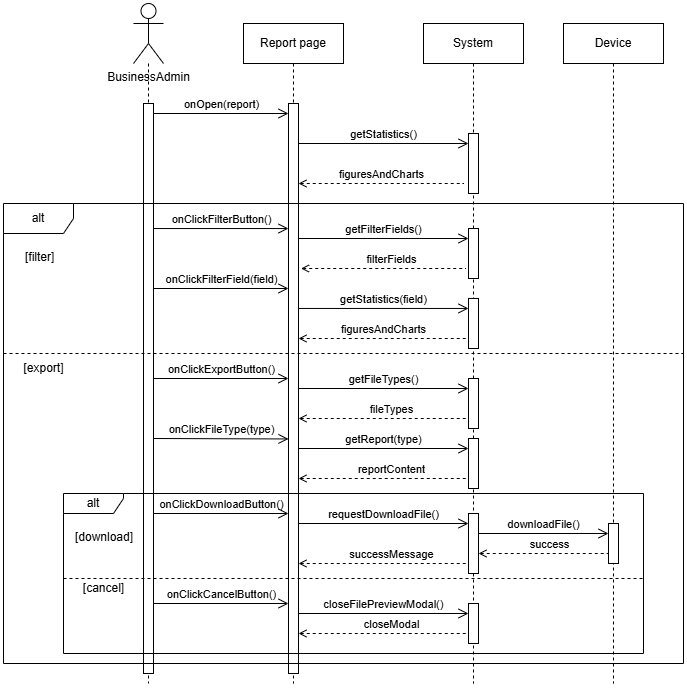 BusinessAdmin
Report page
System
Device
onOpen(report)
getStatistics()
figuresAndCharts
alt
[filter]
onClickFilterButton()
getFilterFields()
filterFields
onClickFilterField(field)
getStatistics(field)
figuresAndCharts
[export]
onClickExportButton()
getFileTypes()
fileTypes
onClickFileType(type)
getReport(type)
reportContent
alt
[download]
onClickDownloadButton()
requestDownloadFile()
downloadFile()
success
successMessage
[cancel]
onClickCancelButton()
closeFilePreviewModal()
closeModal